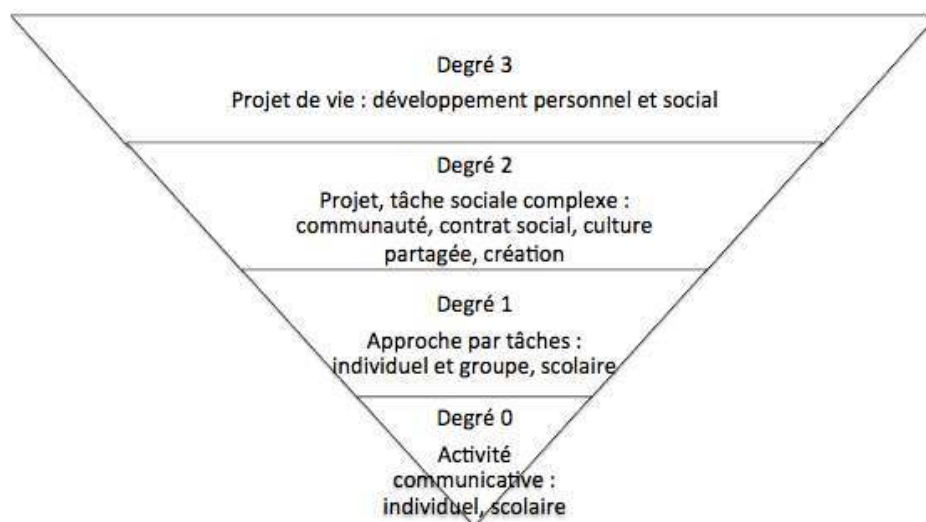 Degré 3
Projet de vie : développement personnel et social
Degré 2
Projet, tâche sociale complexe :
communauté, contrat social, culture
partagée, création
Degré 1
Approche par tâches :
individuel et groupe, scolaire
Degré 0
Activité
communicative :
individuel, scolaire